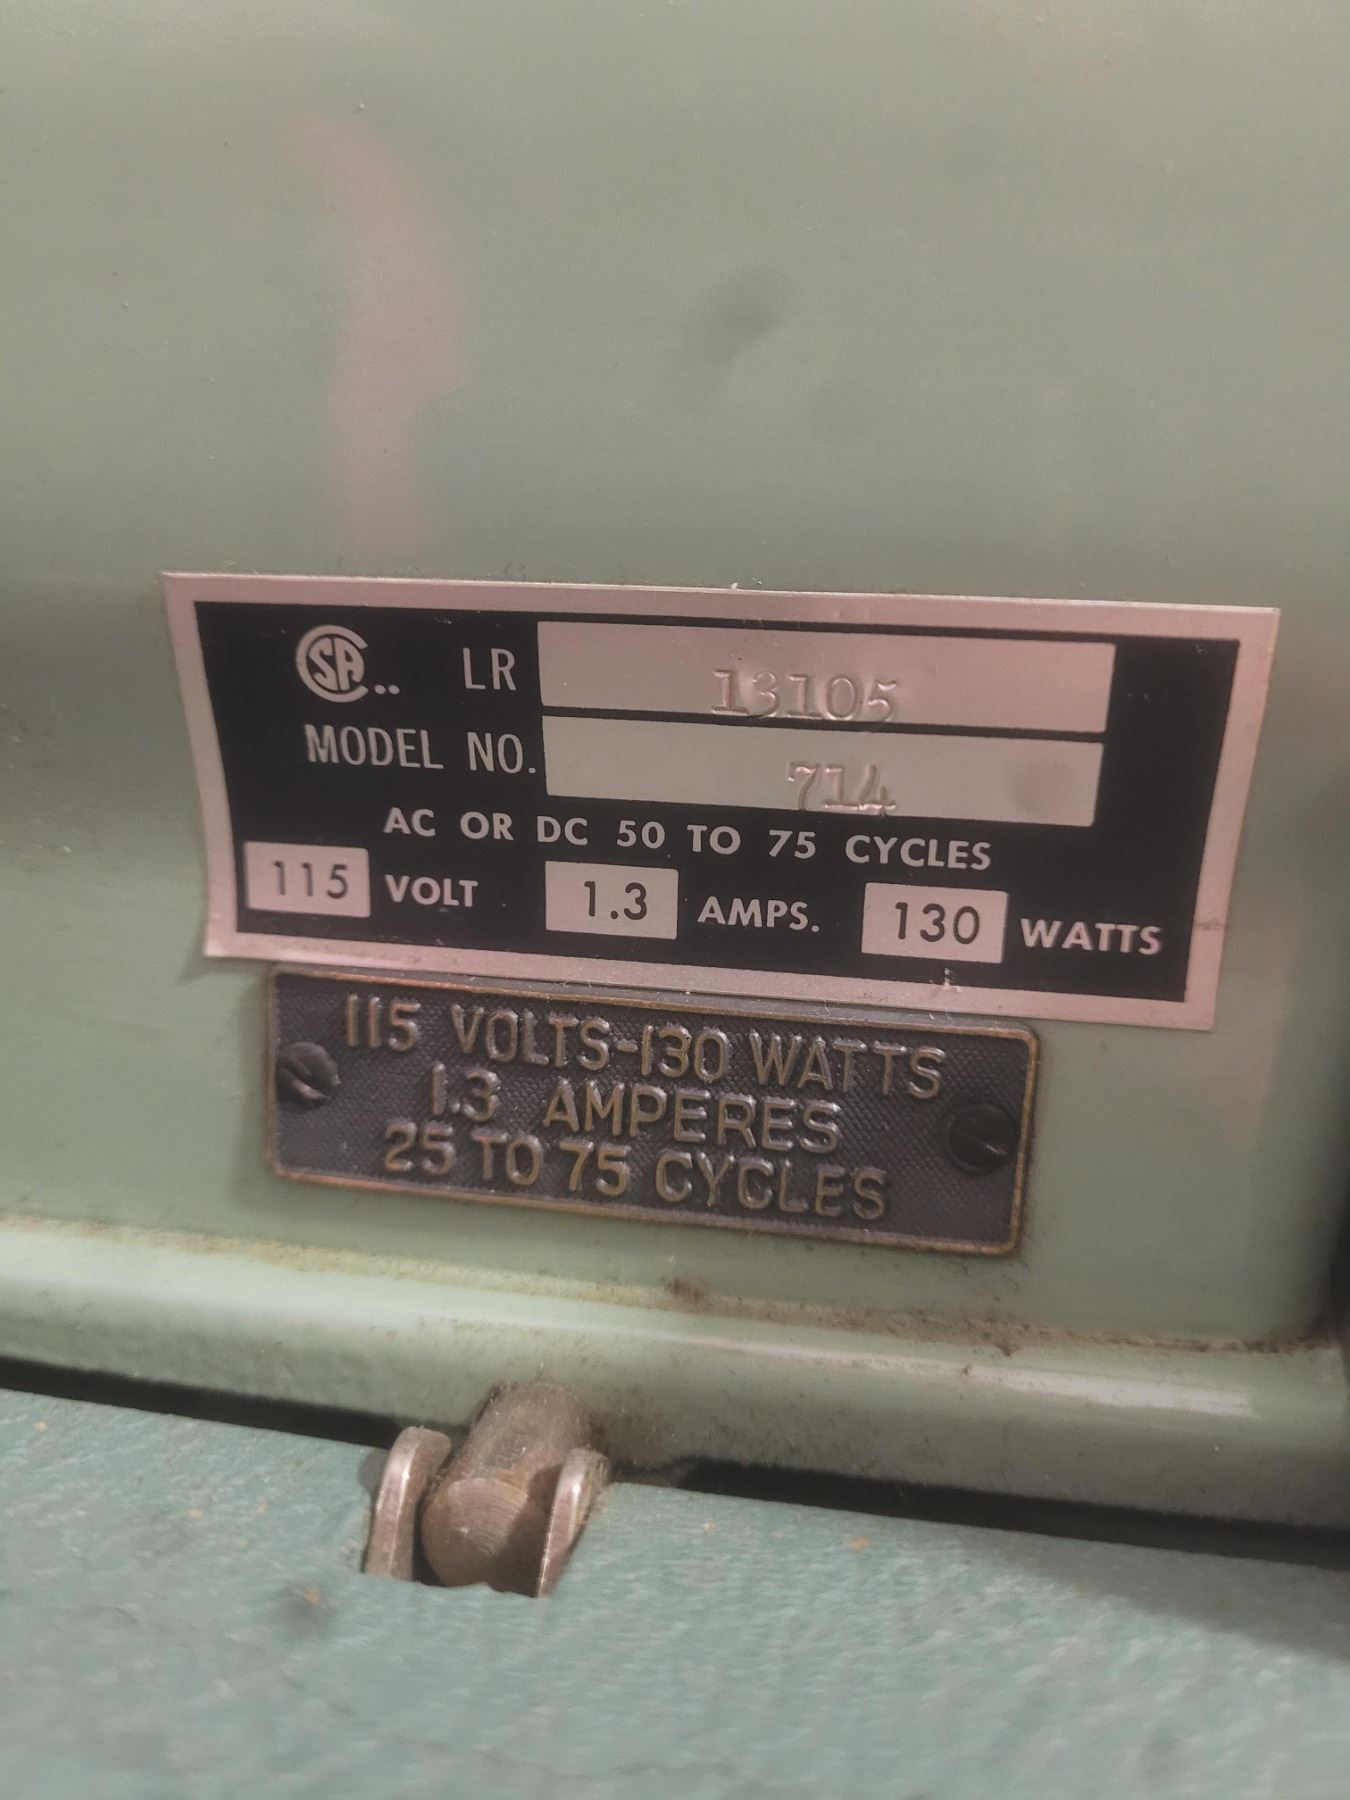 CSA.. LR 13105
MODEL NO. 714
AC OR DC 50 TO 75 CYCLES
115 VOLT 1.3 AMPS. 130 WATTS
115 VOLTS-130 WATTS
1.3 AMPERES
25 TO 75 CYCLES